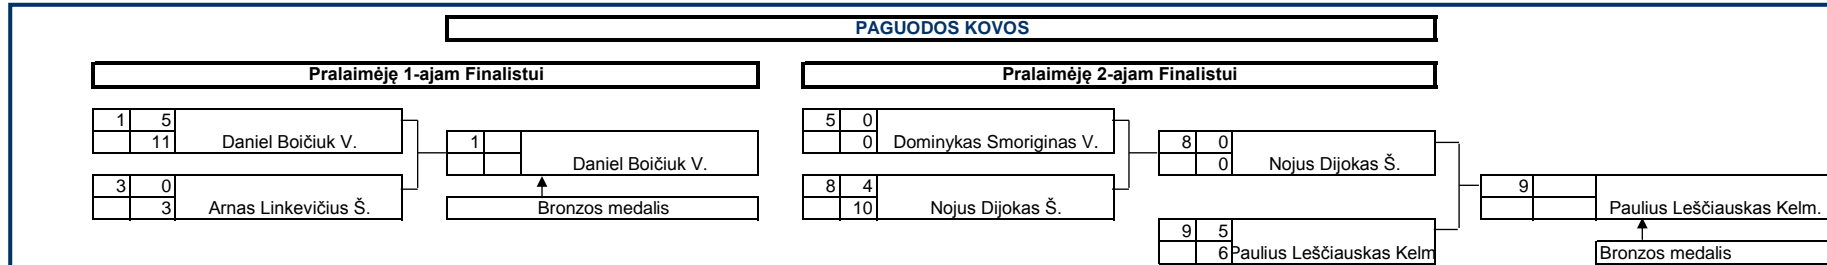 PAGUODOS KOVOS
Pralaimėję 1-ajam Finalistui Pralaimėję 2-ajam Finalistui
1 5 5 0
11 Daniel Boičiuk V. 1 0 Dominykas Smoriginas V. 8 0
Daniel Boičiuk V. 0 Nojus Dijokas Š.
3 0 8 4 9
3 Arnas Linkevičius Š. Bronzos medalis 10 Nojus Dijokas Š. Paulius Leščiauskas Kelm.
9 5
6 Paulius Leščiauskas Kelm Bronzos medalis